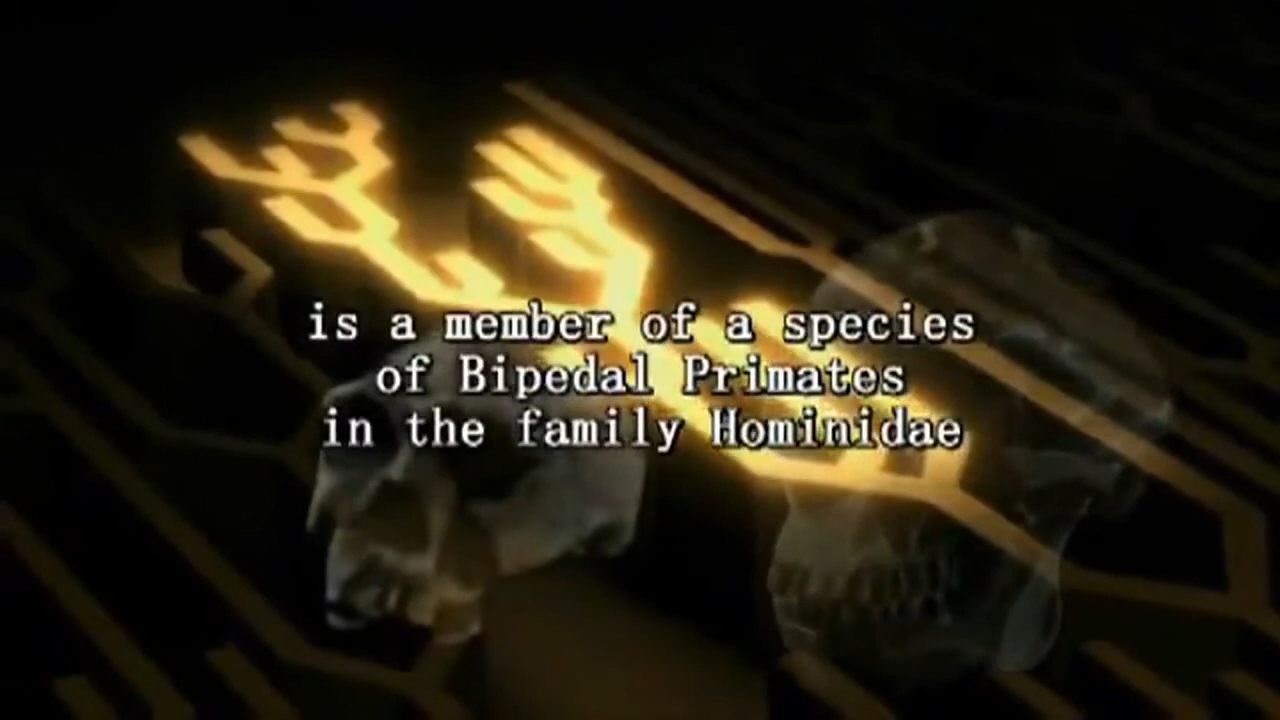 is a member of a species
of Bipedal Primates
in the family Hominidae